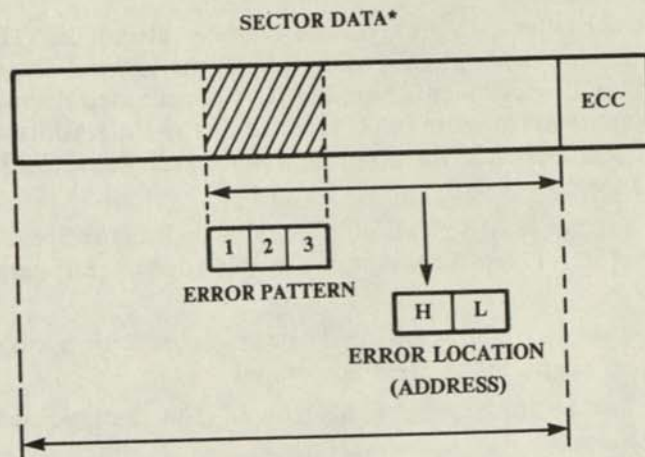 SECTOR DATA*
ECC
1 2 3
ERROR PATTERN
H L
ERROR LOCATION
(ADDRESS)